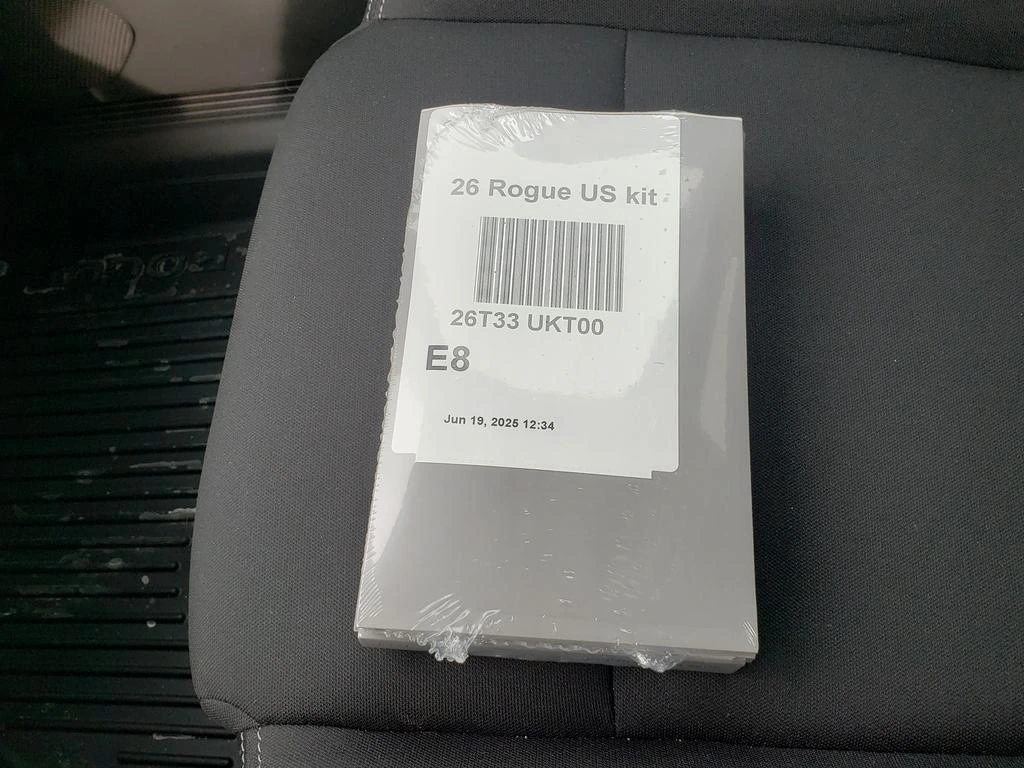 26 Rogue US kit
26T33 UKT00
E8
Jun 19, 2025 12:34